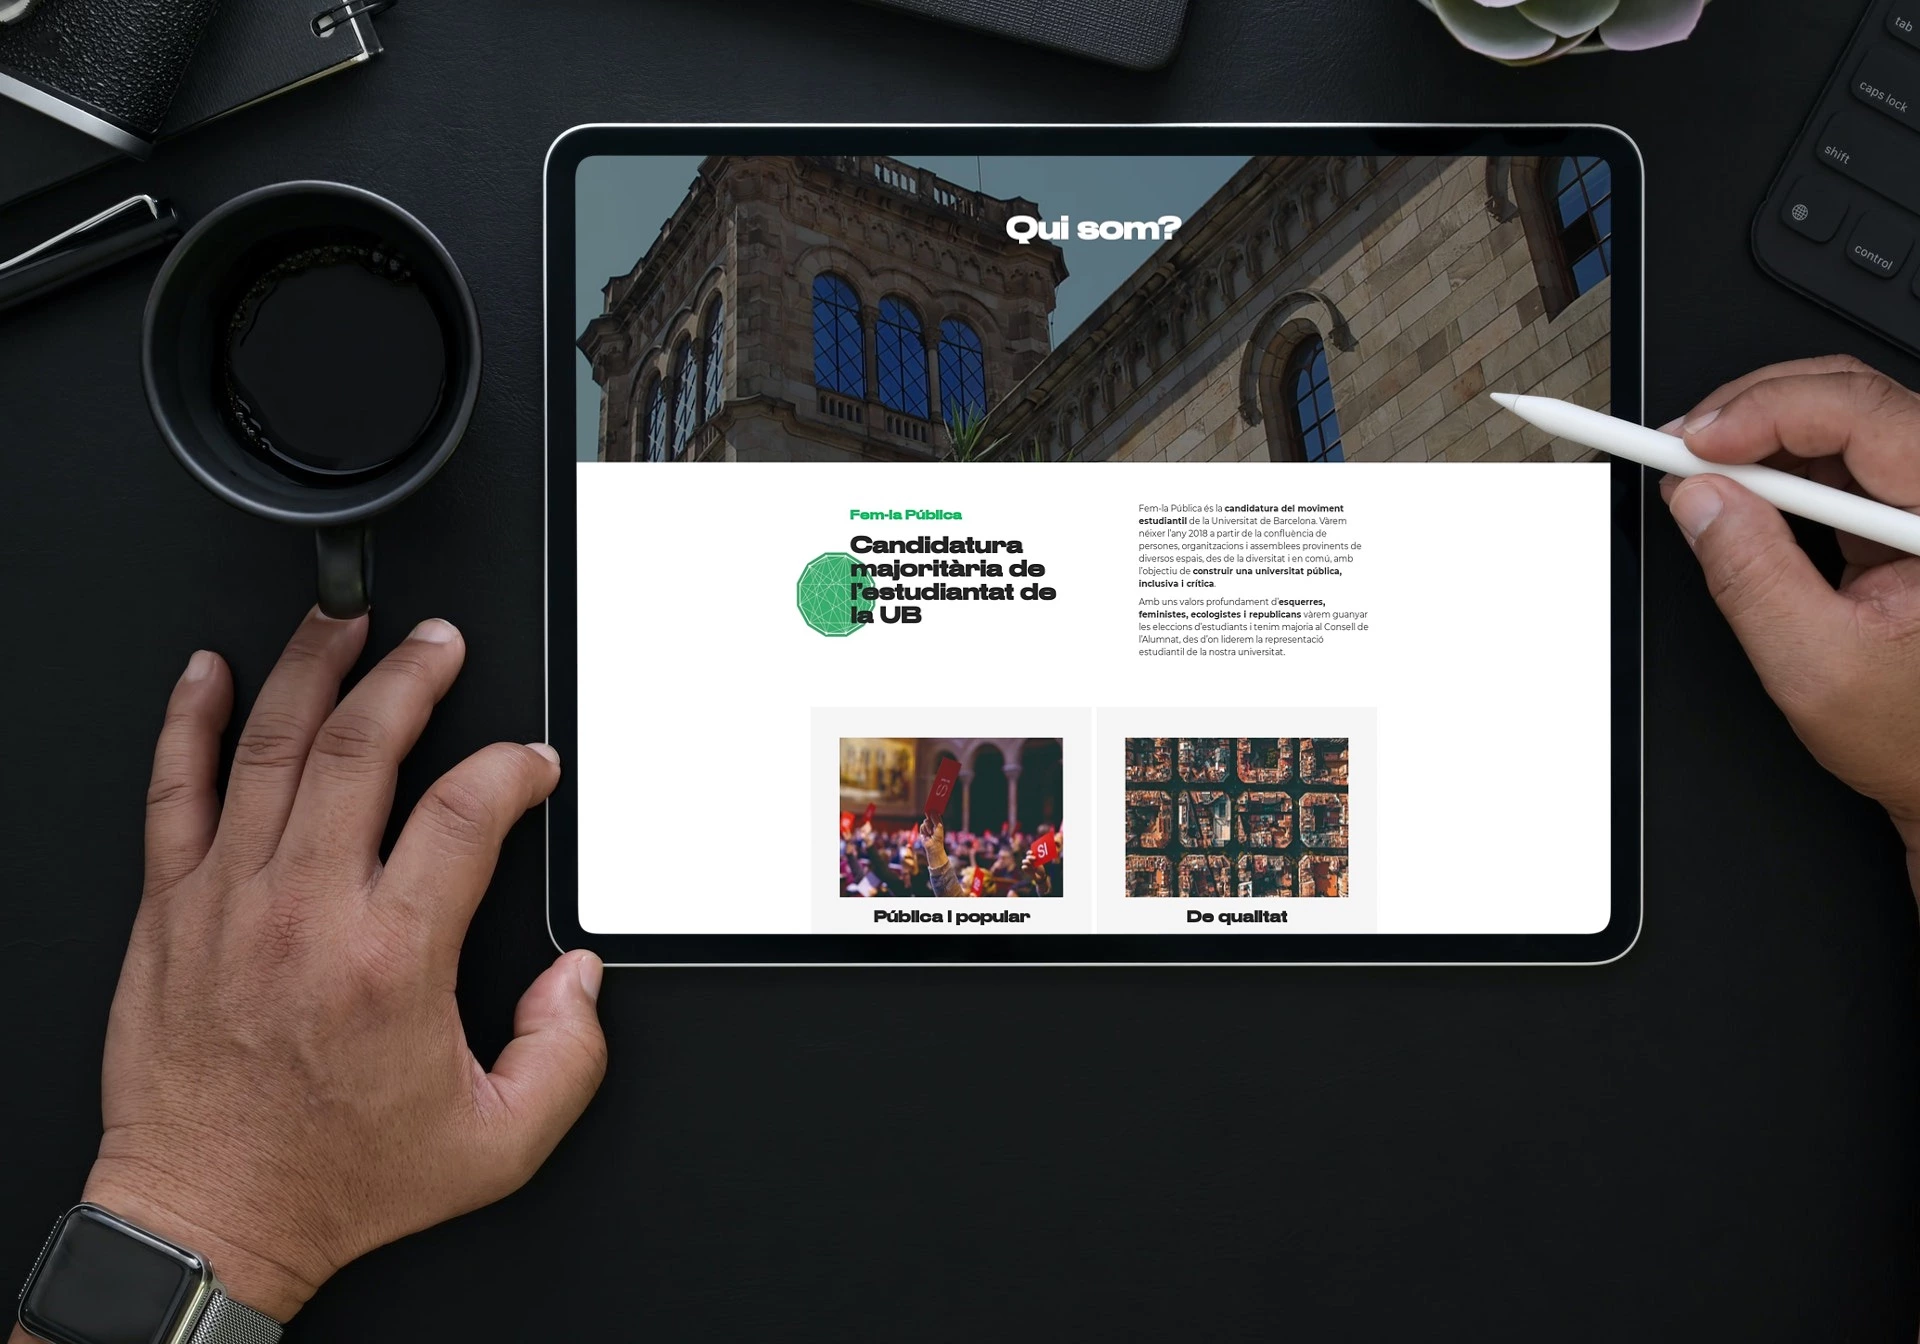 tab
caps lock
shift
control
Qui som?
Fem-la Pública
Candidatura
majoritària de
l'estudiantat de
la UB
Fem-la Pública és la candidatura del moviment
estudiantil de la Universitat de Barcelona. Vàrem
néixer l'any 2018 a partir de la confluència de
persones, organitzacions i assemblees provinents de
diversos espais, des de la diversitat i en comú, amb
l'objectiu de construir una universitat pública,
inclusiva i crítica.
Amb uns valors profundament d'esquerres,
feministes, ecologistes i republicans vàrem guanyar
les eleccions d'estudiants i tenim majoria al Consell de
l'Alumnat, des d'on liderem la representació
estudiantil de la nostra universitat.
SI
SI
SI
Pública i popular
De qualitat